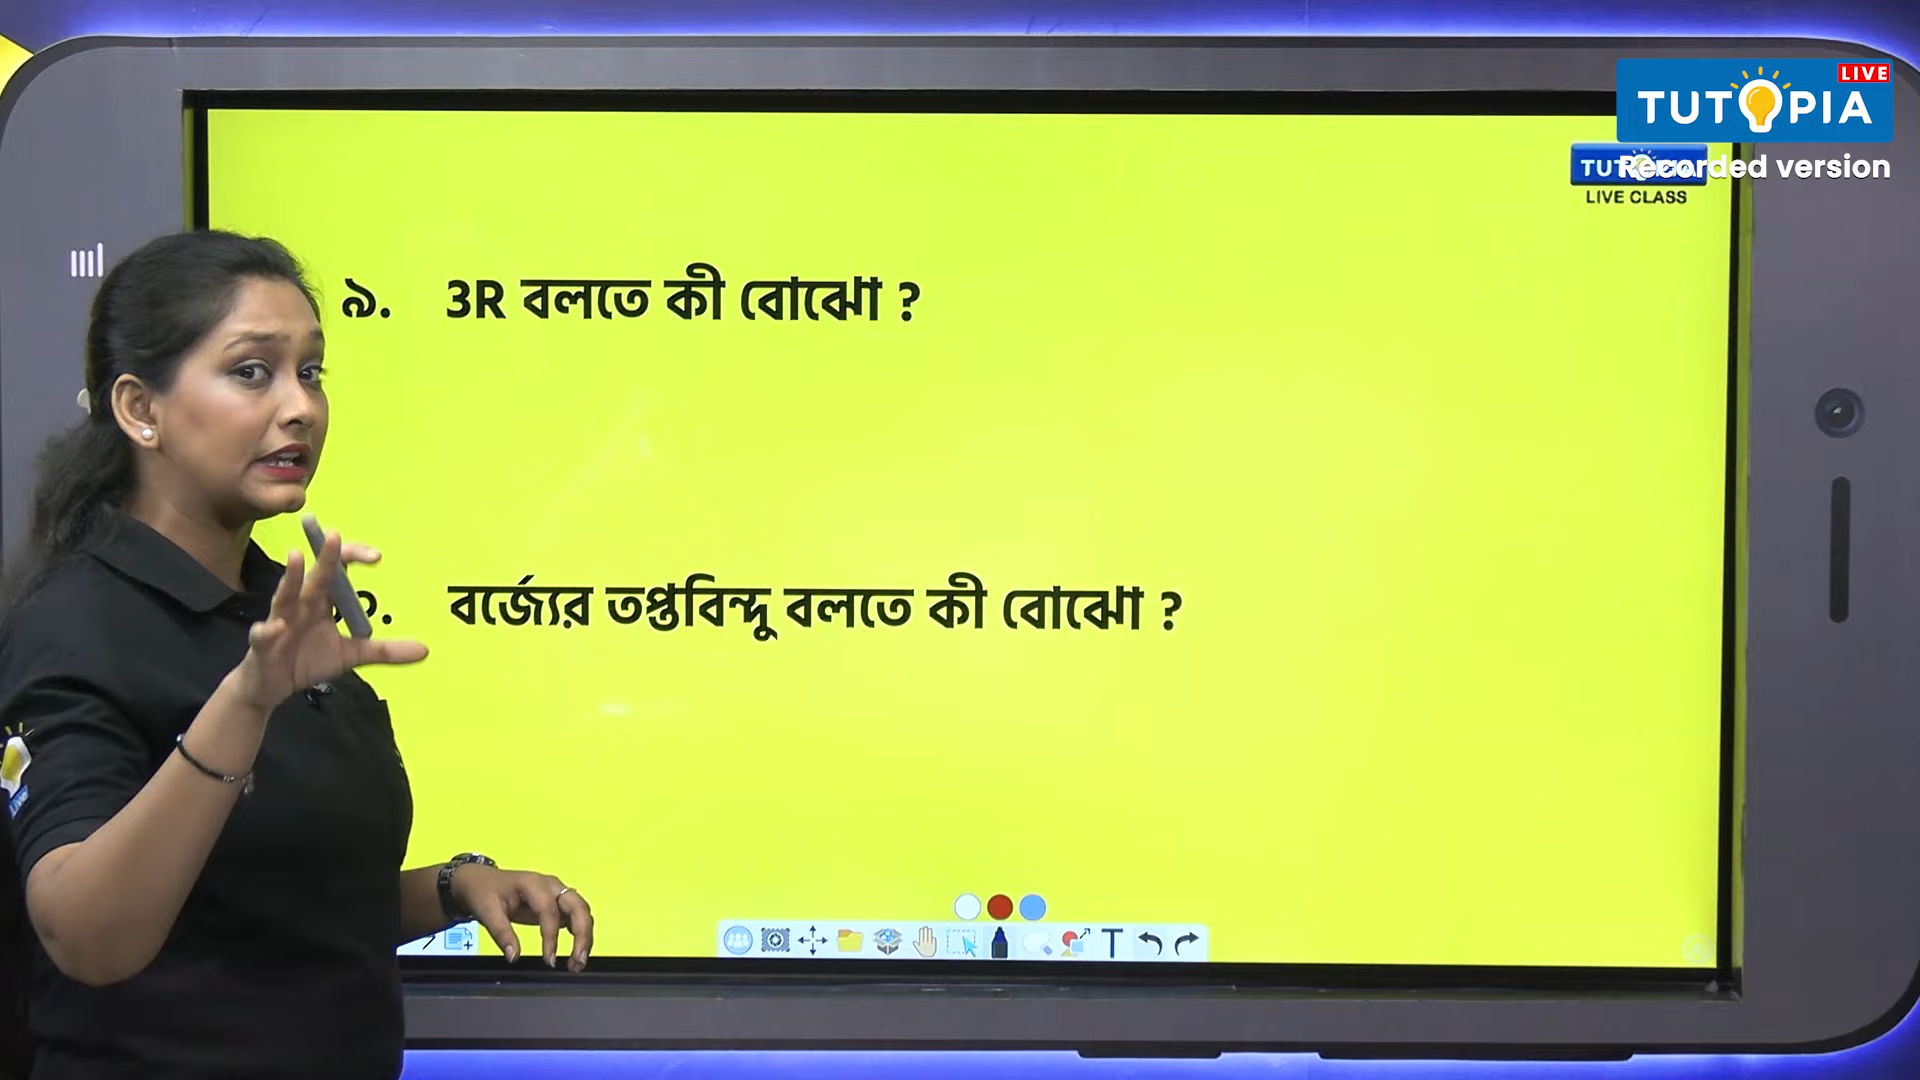 LIVE
TUTOPIA
Recorded version
LIVE CLASS
৯. 3R বলতে কী বোঝো ?
বর্জ্যের তপ্তবিন্দু বলতে কী বোঝো ?
T